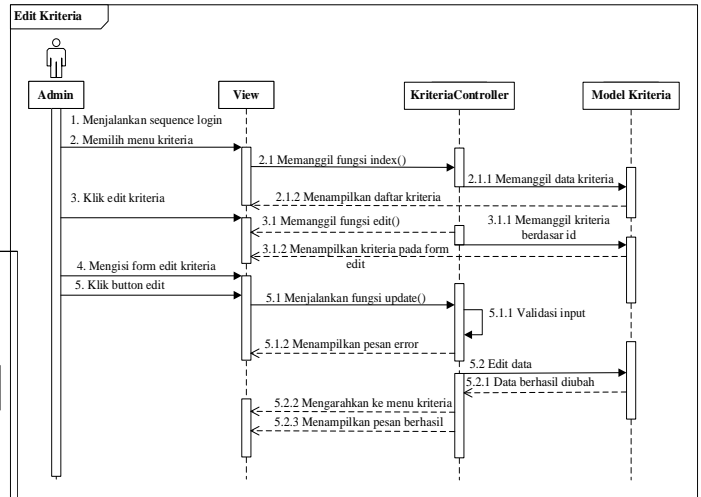 Edit Kriteria
Admin
View
KriteriaController
Model Kriteria
1. Menjalankan sequence login
2. Memilih menu kriteria
2.1 Memanggil fungsi index()
2.1.1 Memanggil data kriteria
2.1.2 Menampilkan daftar kriteria
3. Klik edit kriteria
3.1 Memanggil fungsi edit()
3.1.1 Memanggil kriteria
berdasar id
3.1.2 Menampilkan kriteria pada form
edit
4. Mengisi form edit kriteria
5. Klik button edit
5.1 Menjalankan fungsi update()
5.1.1 Validasi input
5.1.2 Menampilkan pesan error
5.2 Edit data
5.2.1 Data berhasil diubah
5.2.2 Mengarahkan ke menu kriteria
5.2.3 Menampilkan pesan berhasil